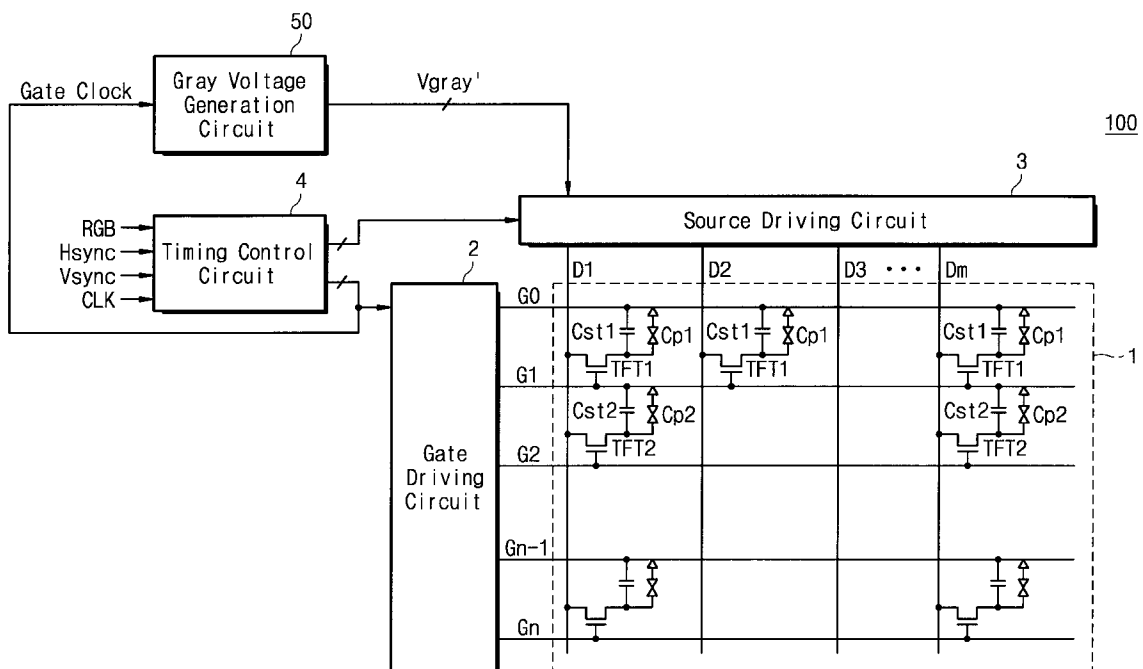 50
Gate Clock
Gray Voltage
Generation
Circuit
Vgray'
100
4
3
RGB
Hsync
Vsync
CLK
Timing Control
Circuit
Source Driving Circuit
2
D1 D2 D3 ••• Dm
G0
Cst1 Cp1 Cst1 Cp1 Cst1 Cp1
TFT1 TFT1 TFT1
1
G1
Cst2 Cp2 Cst2 Cp2
TFT2 TFT2
G2
Gate
Driving
Circuit
Gn-1
Gn